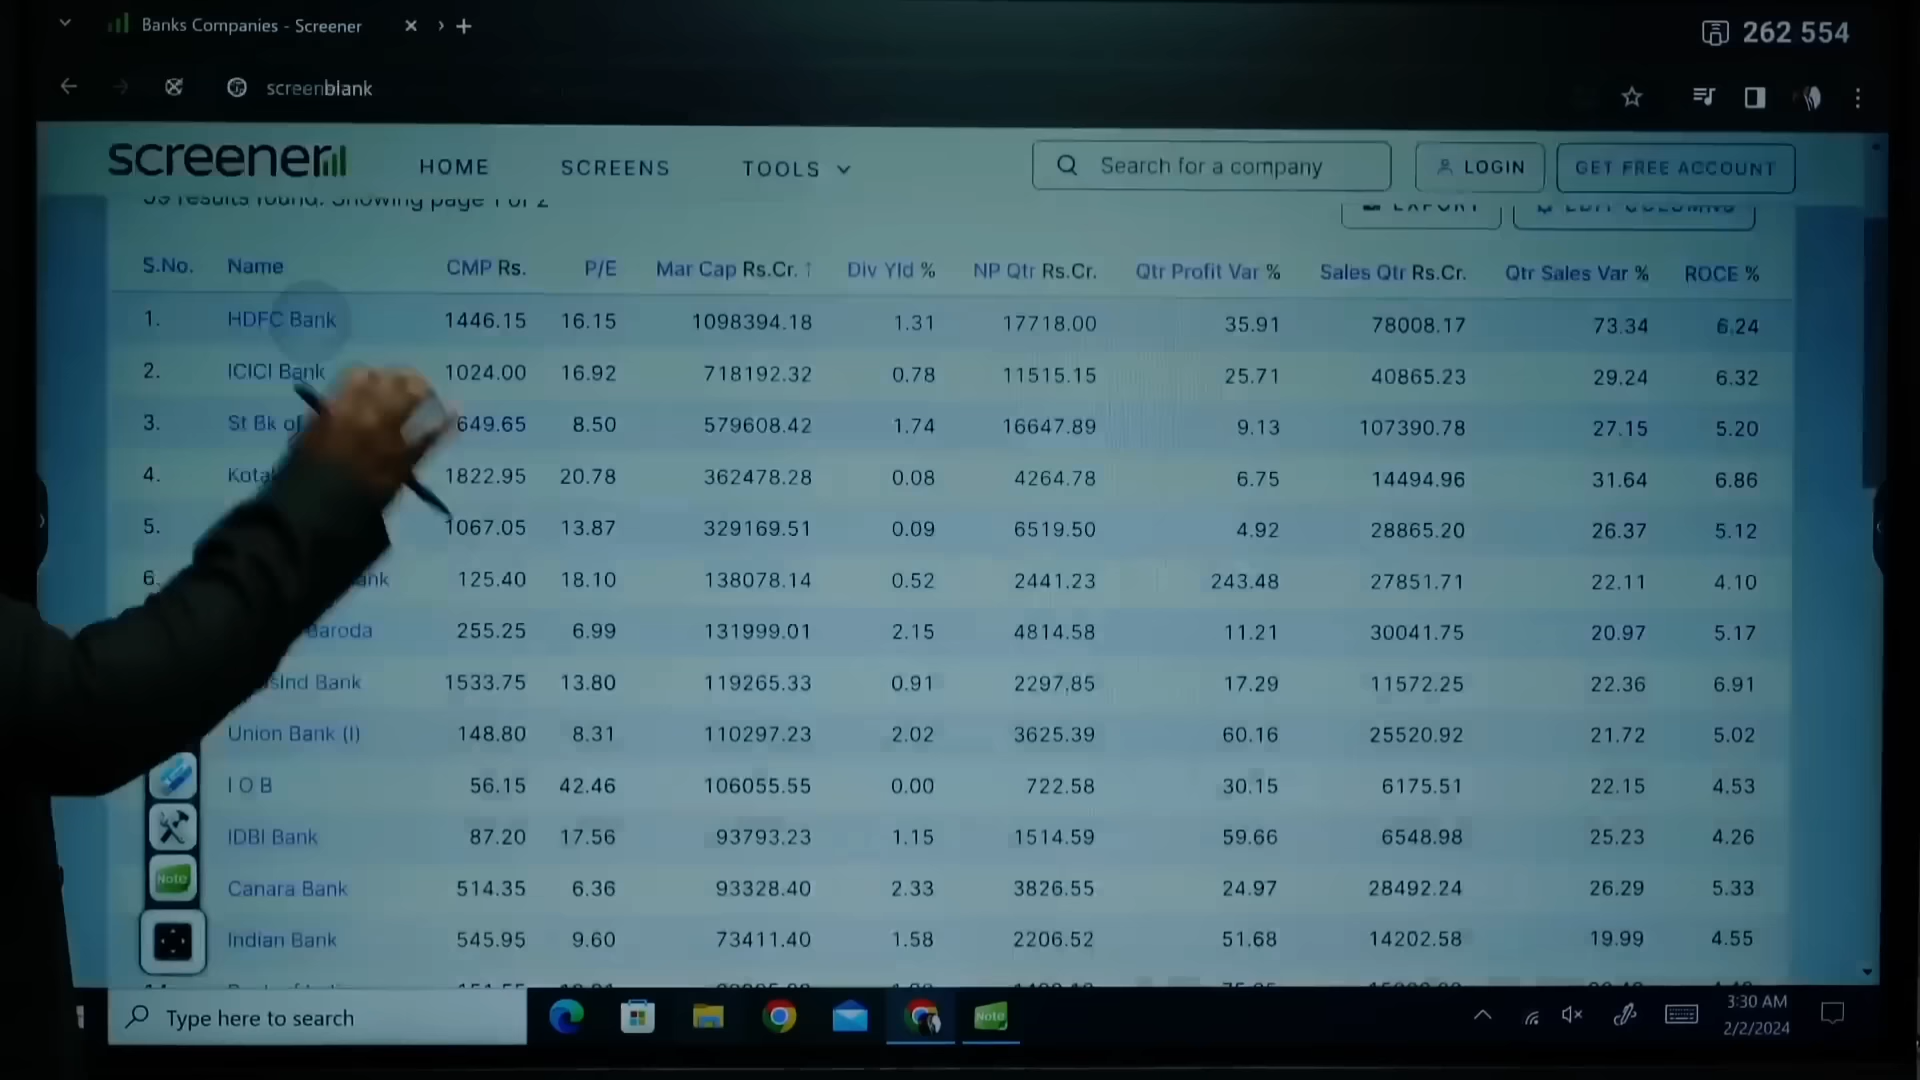 Banks Companies - Screener
262 554
screenblank
screener
HOME SCREENS TOOLS
Search for a company
LOGIN
GET FREE ACCOUNT
results found. Showing page 1 of 2
EXPORT EDIT COLUMNS
S.No. Name CMP Rs. P/E Mar Cap Rs.Cr. ↑ Div Yld % NP Qtr Rs.Cr. Qtr Profit Var % Sales Qtr Rs.Cr. Qtr Sales Var % ROCE %
1. HDFC Bank 1446.15 16.15 1098394.18 1.31 17718.00 35.91 78008.17 73.34 6.24
2. ICICI Bank 1024.00 16.92 718192.32 0.78 11515.15 25.71 40865.23 29.24 6.32
3. St Bk of 649.65 8.50 579608.42 1.74 16647.89 9.13 107390.78 27.15 5.20
4. 1822.95 20.78 362478.28 0.08 4264.78 6.75 14494.96 31.64 6.86
5. 1067.05 13.87 329169.51 0.09 6519.50 4.92 28865.20 26.37 5.12
6. 125.40 18.10 138078.14 0.52 2441.23 243.48 27851.71 22.11 4.10
Baroda 255.25 6.99 131999.01 2.15 4814.58 11.21 30041.75 20.97 5.17
sInd Bank 1533.75 13.80 119265.33 0.91 2297.85 17.29 11572.25 22.36 6.91
Union Bank (I) 148.80 8.31 110297.23 2.02 3625.39 60.16 25520.92 21.72 5.02
I O B 56.15 42.46 106055.55 0.00 722.58 30.15 6175.51 22.15 4.53
IDBI Bank 87.20 17.56 93793.23 1.15 1514.59 59.66 6548.98 25.23 4.26
Canara Bank 514.35 6.36 93328.40 2.33 3826.55 24.97 28492.24 26.29 5.33
Indian Bank 545.95 9.60 73411.40 1.58 2206.52 51.68 14202.58 19.99 4.55
Note
Type here to search
Note
3:30 AM
2/2/2024